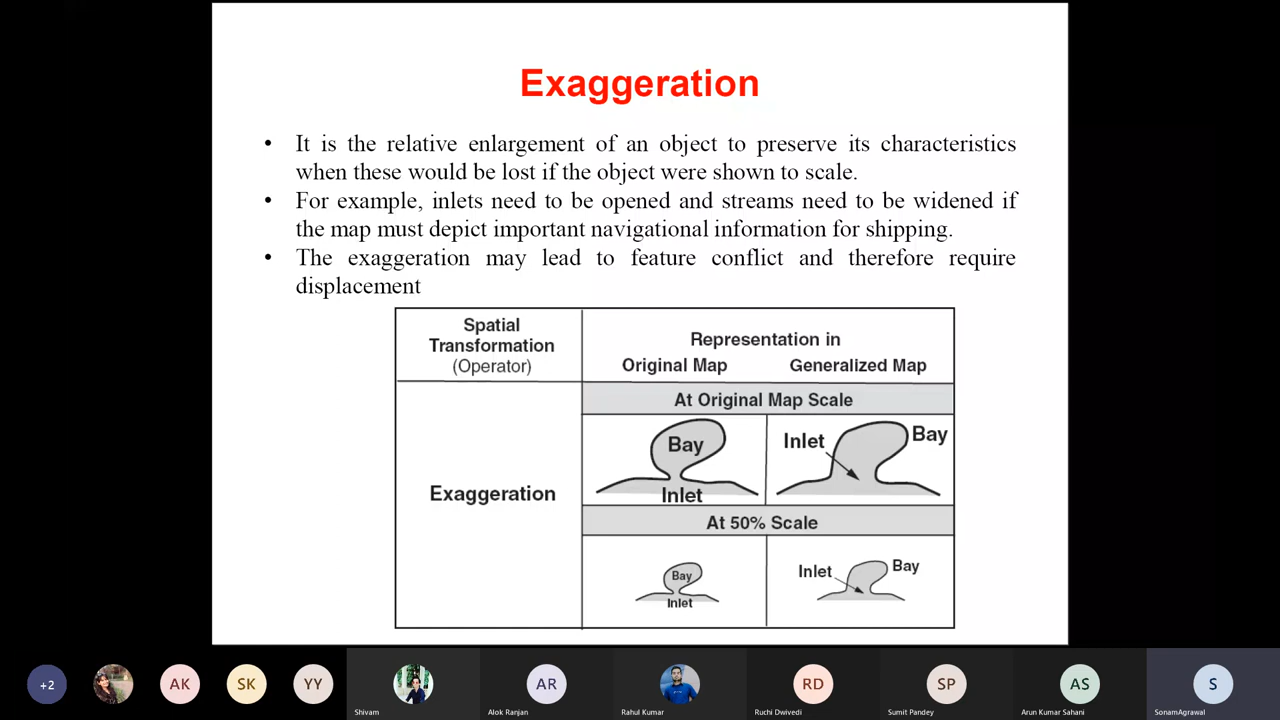 Exaggeration
• It is the relative enlargement of an object to preserve its characteristics
when these would be lost if the object were shown to scale.
• For example, inlets need to be opened and streams need to be widened if
the map must depict important navigational information for shipping.
• The exaggeration may lead to feature conflict and therefore require
displacement
Spatial
Transformation
(Operator)
Representation in
Original Map
Generalized Map
At Original Map Scale
Exaggeration
Bay
Inlet
Inlet
Bay
At 50% Scale
Bay
Inlet
Inlet
Bay
+2
AK
SK
YY
Shivam
AR
Alok Ranjan
Rahul Kumar
RD
Ruchi Dwivedi
SP
Sumit Pandey
AS
Arun Kumar Sahani
S
SonamAgrawal